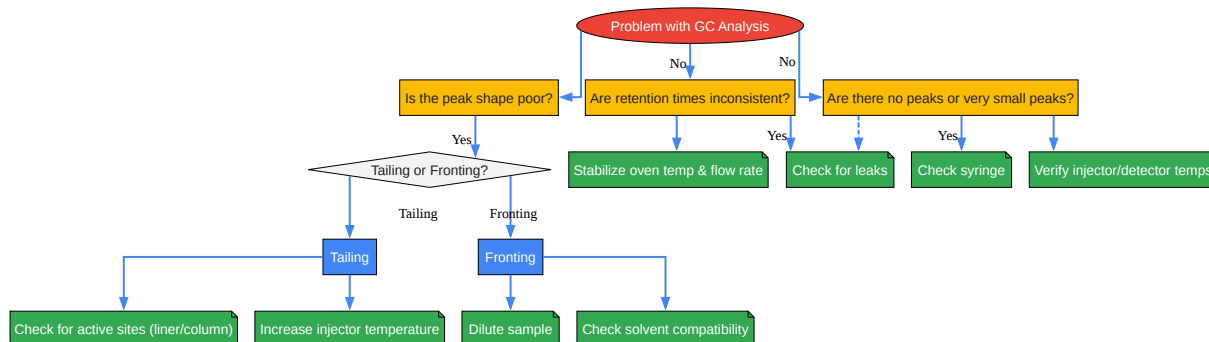 Problem with GC Analysis
No
No
Is the peak shape poor?
Are retention times inconsistent?
Are there no peaks or very small peaks?
Yes
Yes
Yes
Tailing or Fronting?
Stabilize oven temp & flow rate
Check for leaks
Check syringe
Verify injector/detector temps
Tailing
Fronting
Tailing
Fronting
Check for active sites (liner/column)
Increase injector temperature
Dilute sample
Check solvent compatibility